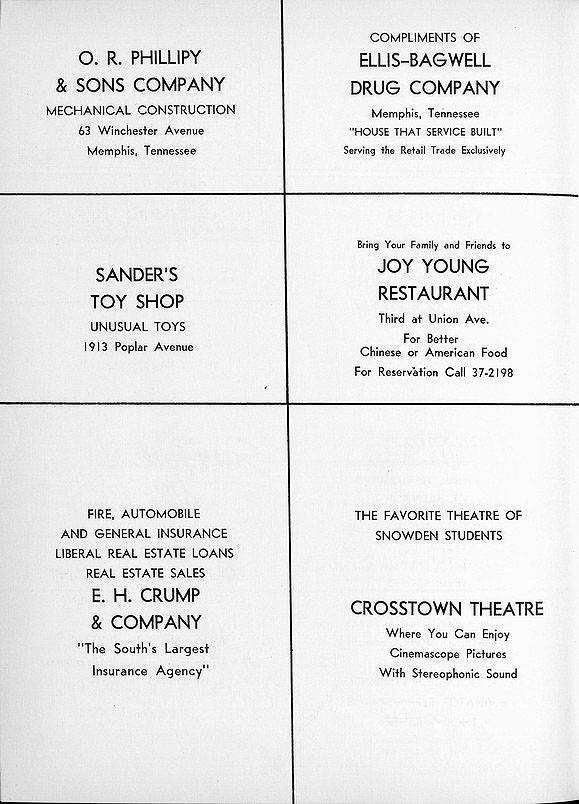 O. R. PHILLIPY
& SONS COMPANY
MECHANICAL CONSTRUCTION
63 Winchester Avenue
Memphis, Tennessee
COMPLIMENTS OF
ELLIS-BAGWELL
DRUG COMPANY
Memphis, Tennessee
"HOUSE THAT SERVICE BUILT"
Serving the Retail Trade Exclusively
SANDER'S
TOY SHOP
UNUSUAL TOYS
1913 Poplar Avenue
Bring Your Family and Friends to
JOY YOUNG
RESTAURANT
Third at Union Ave.
For Better
Chinese or American Food
For Reservation Call 37-2198
FIRE, AUTOMOBILE
AND GENERAL INSURANCE
LIBERAL REAL ESTATE LOANS
REAL ESTATE SALES
E. H. CRUMP
& COMPANY
"The South's Largest
Insurance Agency"
THE FAVORITE THEATRE OF
SNOWDEN STUDENTS
CROSSTOWN THEATRE
Where You Can Enjoy
Cinemascope Pictures
With Stereophonic Sound